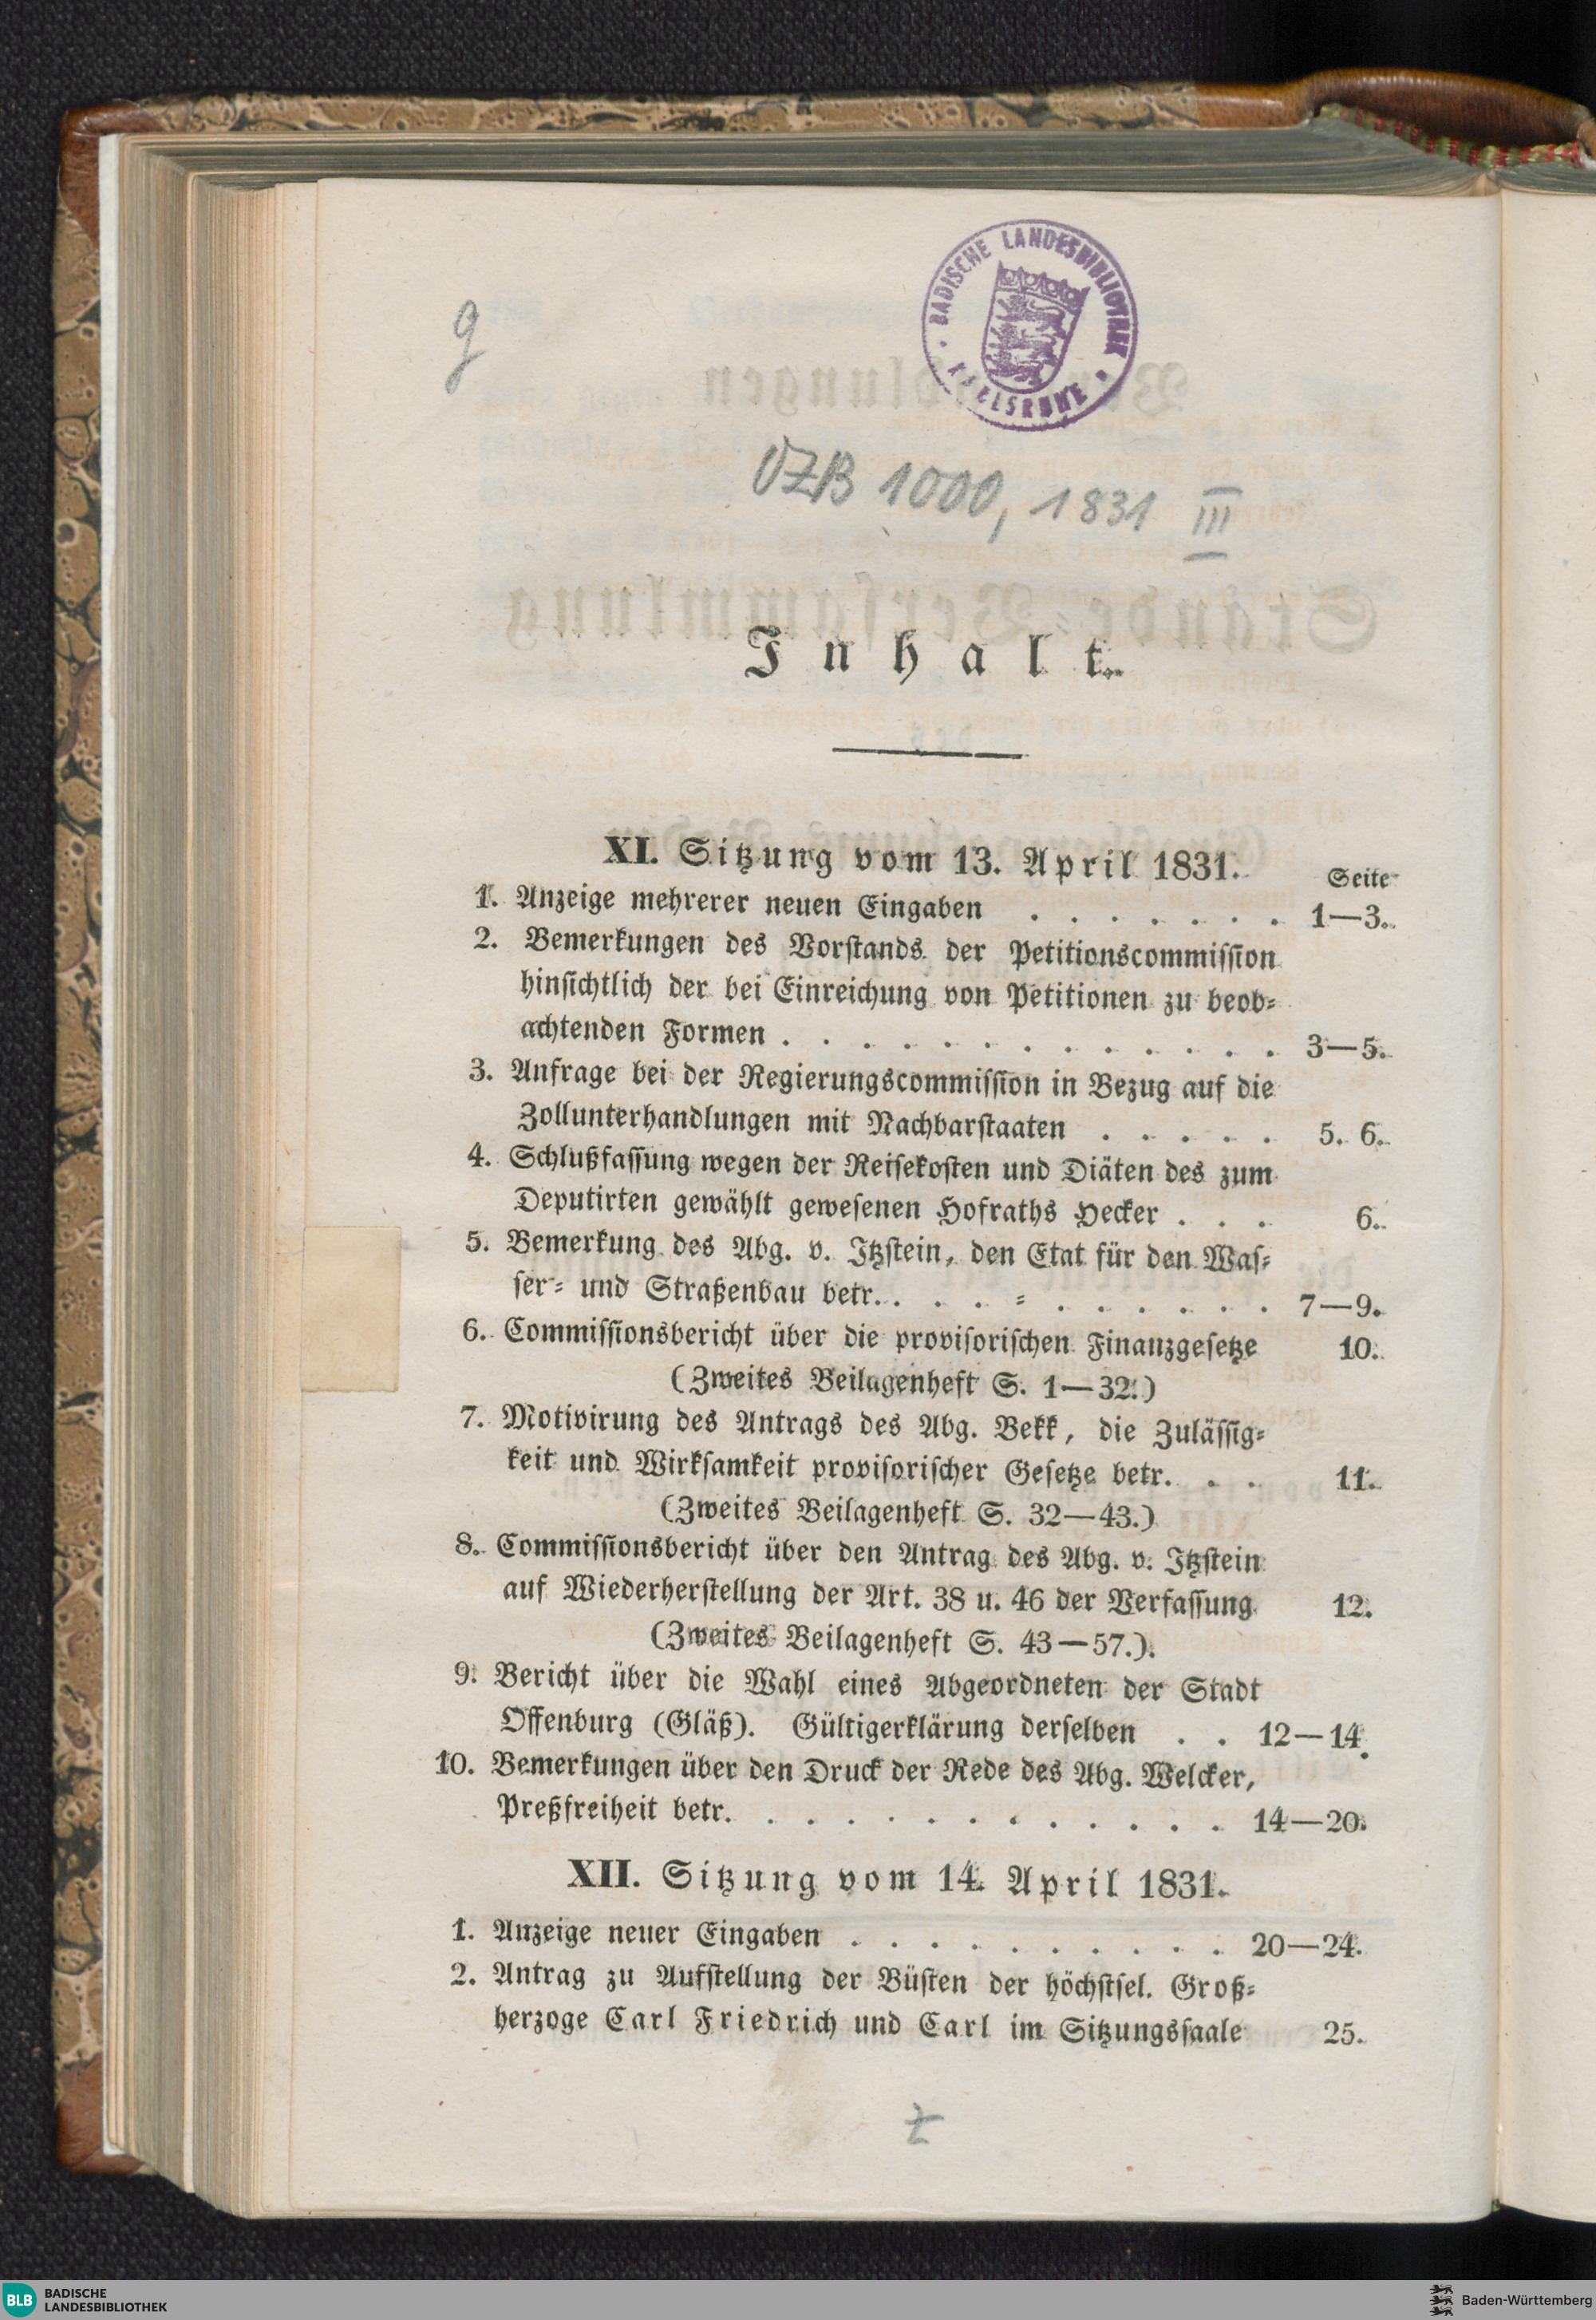 BADISCHE LANDESBIBLIOTHEK
KARLSRUHE
g
OZB 1000, 1831 III
Inhalt.
XI. Sitzung vom 13. April 1831.
Seite
1. Anzeige mehrerer neuen Eingaben . . . . . . . 1—3.
2. Bemerkungen des Vorstands der Petitionscommission
hinsichtlich der bei Einreichung von Petitionen zu beob-
achtenden Formen . . . . . . . . . . . . . 3—5.
3. Anfrage bei der Regierungscommission in Bezug auf die
Zollunterhandlungen mit Nachbarstaaten . . . . . 5. 6.
4. Schlußfassung wegen der Reisekosten und Diäten des zum
Deputirten gewählt gewesenen Hofraths Hecker . . . 6.
5. Bemerkung des Abg. v. Itzstein, den Etat für den Was-
ser- und Straßenbau betr. . . . . . . . . . . 7—9.
6. Commissionsbericht über die provisorischen Finanzgesetze 10.
(Zweites Beilagenheft S. 1—32.)
7. Motivirung des Antrags des Abg. Bekk, die Zulässig-
keit und Wirksamkeit provisorischer Gesetze betr. . . 11.
(Zweites Beilagenheft S. 32—43.)
8. Commissionsbericht über den Antrag des Abg. v. Itzstein
auf Wiederherstellung der Art. 38 u. 46 der Verfassung 12.
(Zweites Beilagenheft S. 43—57.).
9. Bericht über die Wahl eines Abgeordneten der Stadt
Offenburg (Gläß). Gültigerklärung derselben . . 12—14.
10. Bemerkungen über den Druck der Rede des Abg. Welcker,
Preßfreiheit betr. . . . . . . . . . . . . 14—20.
XII. Sitzung vom 14. April 1831.
1. Anzeige neuer Eingaben . . . . . . . . . . 20—24.
2. Antrag zu Aufstellung der Büsten der höchstsel. Groß-
herzoge Carl Friedrich und Carl im Sitzungssaale 25.
BLB BADISCHE
LANDESBIBLIOTHEK
Baden-Württemberg